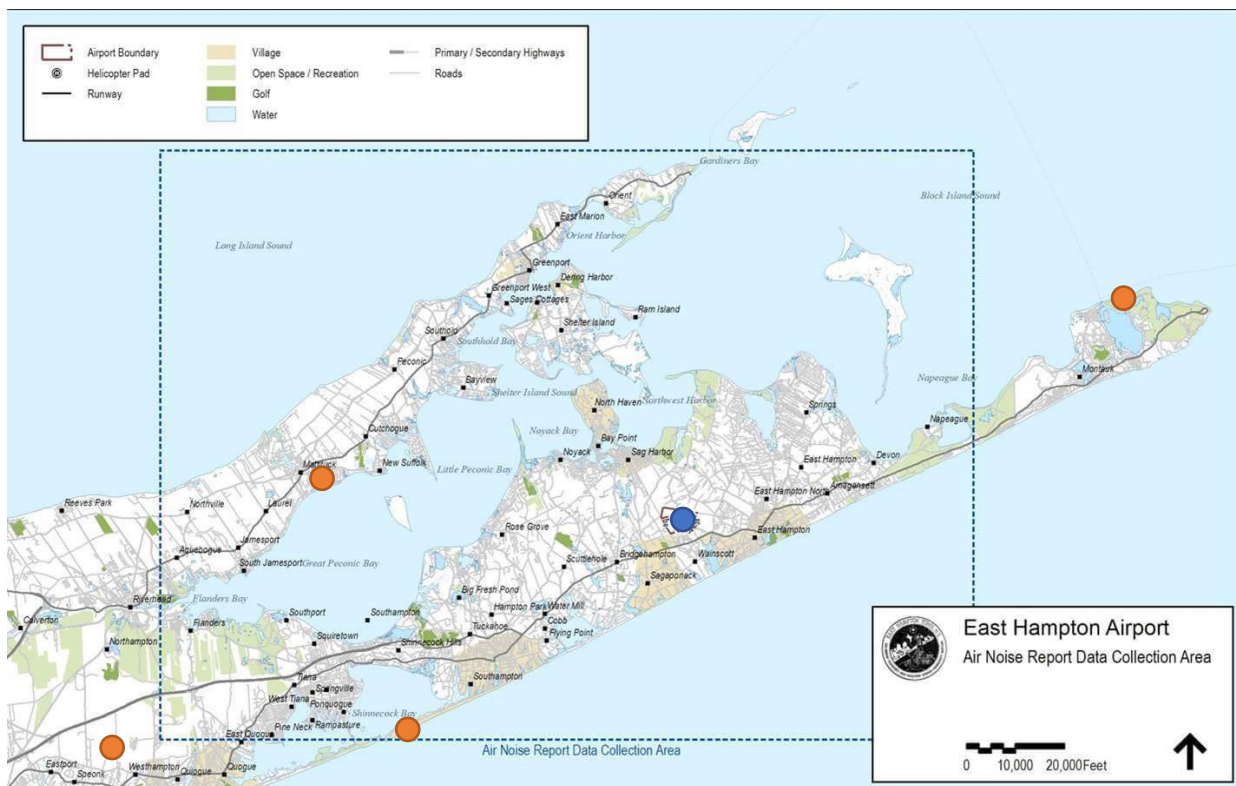 Airport Boundary
Helicopter Pad
Runway
Village
Open Space / Recreation
Golf
Water
Primary / Secondary Highways
Roads
Gardiners Bay
Block Island Sound
Long Island Sound
Orient
East Marion
Orient Harbor
Greenport
Dering Harbor
Greenport West
Sages Cottages
Ram Island
Shelter Island
Southold
Southhold Bay
Peconic
Bayview
Shelter Island Sound
North Haven
Northwest Harbor
Napeague Bay
Montauk
Springs
Napeague
Cutchogue
Noyack Bay
Bay Point
Noyack
Sag Harbor
Mattituck
New Suffolk
Little Peconic Bay
East Hampton
Devon
Amagansett
East Hampton North
Reeves Park
Northville
Laurel
Rose Grove
East Hampton
Jamesport
Aquebogue
South Jamesport
Great Peconic Bay
Scuttlehole
Bridgehampton
Wainscott
Sagaponack
Flanders Bay
Riverhead
Big Fresh Pond
Calverton
Flanders
Southport
Southampton
Hampton Park
Water Mill
Cobb
Flying Point
Tuckahoe
Northampton
Squiretown
Shinnecock Hills
Tiana
Springville
Southampton
West Tiana
Ponquogue
Shinnecock Bay
Rampasture
Pine Neck
East Quogue
Eastport
Speonk
Westhampton
Quiogue
Quogue
Air Noise Report Data Collection Area
East Hampton Airport
Air Noise Report Data Collection Area
0 10,000 20,000Feet